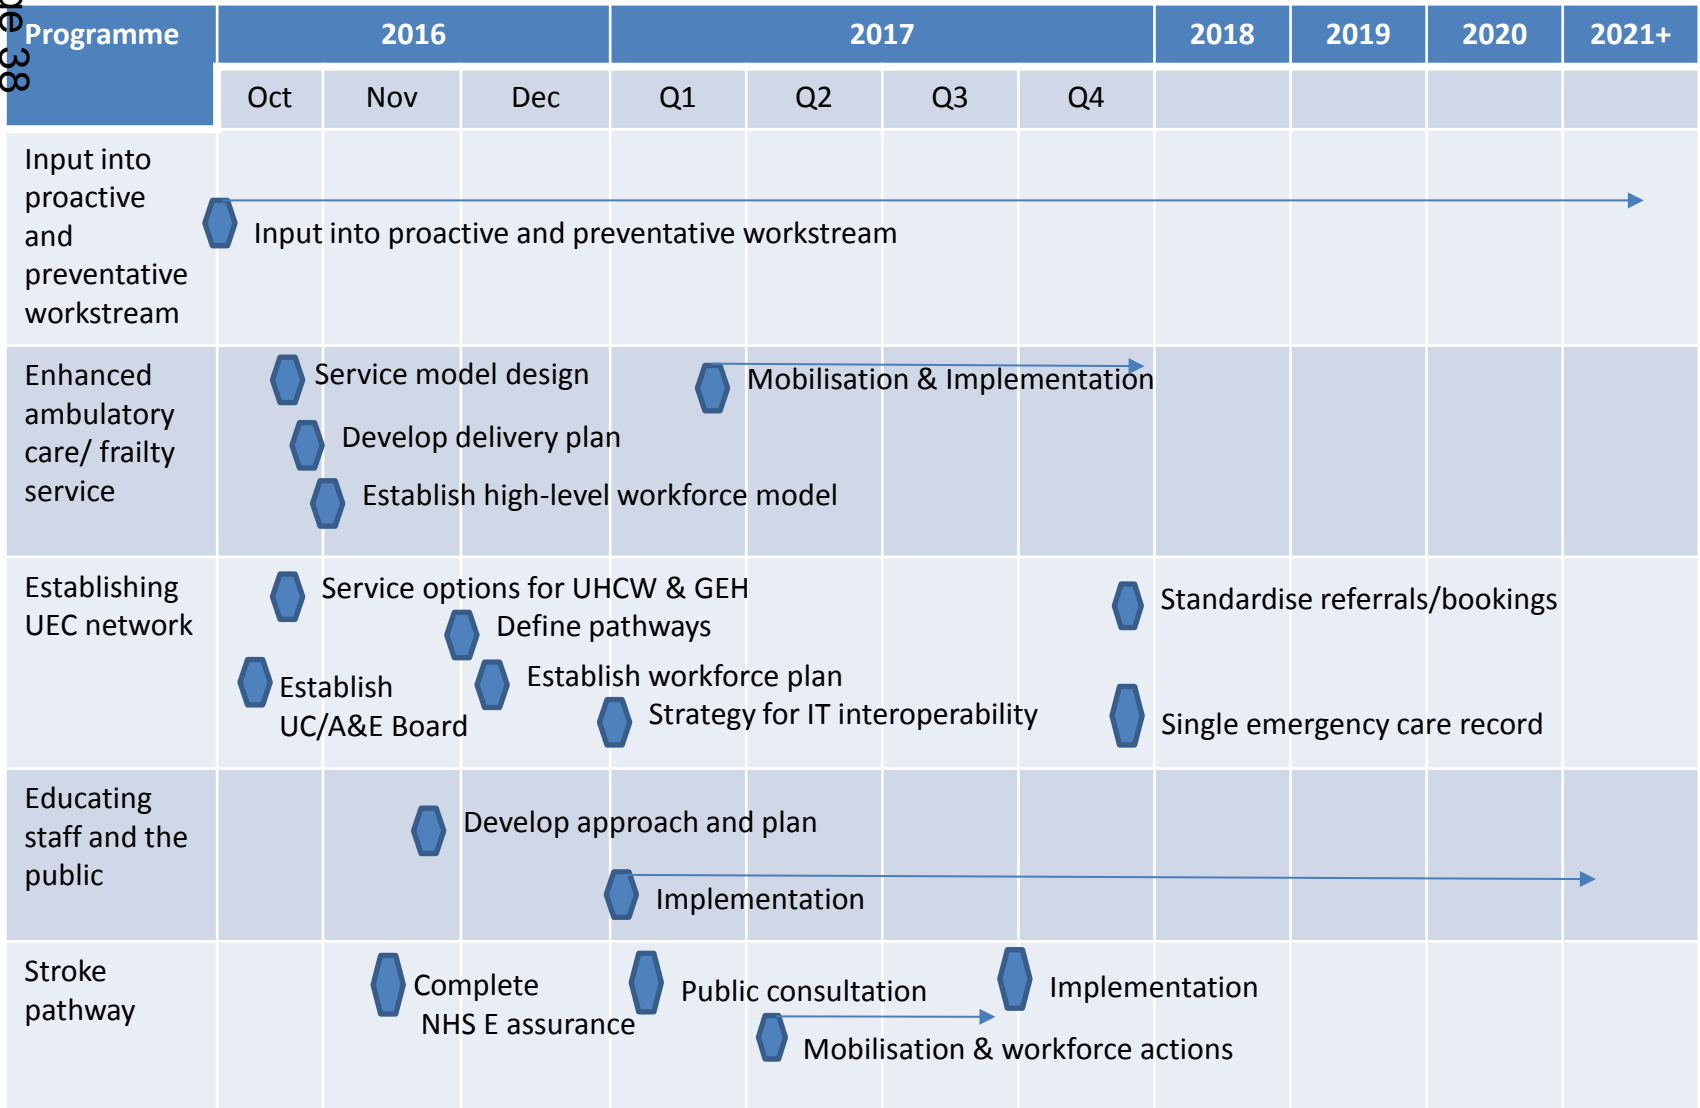 ge 38
Programme
2016
2017
2018
2019
2020
2021+
Oct
Nov
Dec
Q1
Q2
Q3
Q4
Input into
proactive
and
preventative
workstream
Input into proactive and preventative workstream
Enhanced
ambulatory
care/ frailty
service
Service model design
Mobilisation & Implementation
Develop delivery plan
Establish high-level workforce model
Establishing
UEC network
Service options for UHCW & GEH
Standardise referrals/bookings
Define pathways
Establish workforce plan
Establish
UC/A&E Board
Strategy for IT interoperability
Single emergency care record
Educating
staff and the
public
Develop approach and plan
Implementation
Stroke
pathway
Complete
NHS E assurance
Public consultation
Implementation
Mobilisation & workforce actions